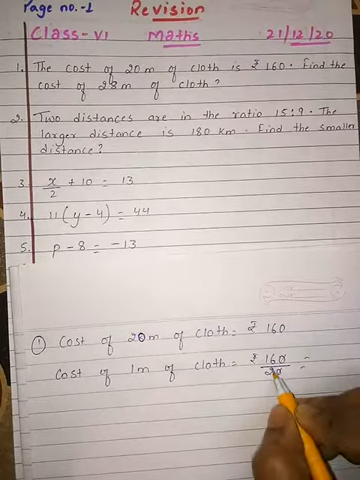 Page no.-1 Revision
Class-VI Maths 21/12/20
1. The cost of 20m of cloth is ₹ 160. Find the
cost of 28m of cloth?
2. Two distances are in the ratio 15:9. The
larger distance is 180 km. Find the smaller
distance?
3. x/2 + 10 = 13
4. 11(y-4) = 44
5. p-8 = -13
① Cost of 20m of cloth = ₹ 160
Cost of 1m of cloth = ₹ 160/20 =